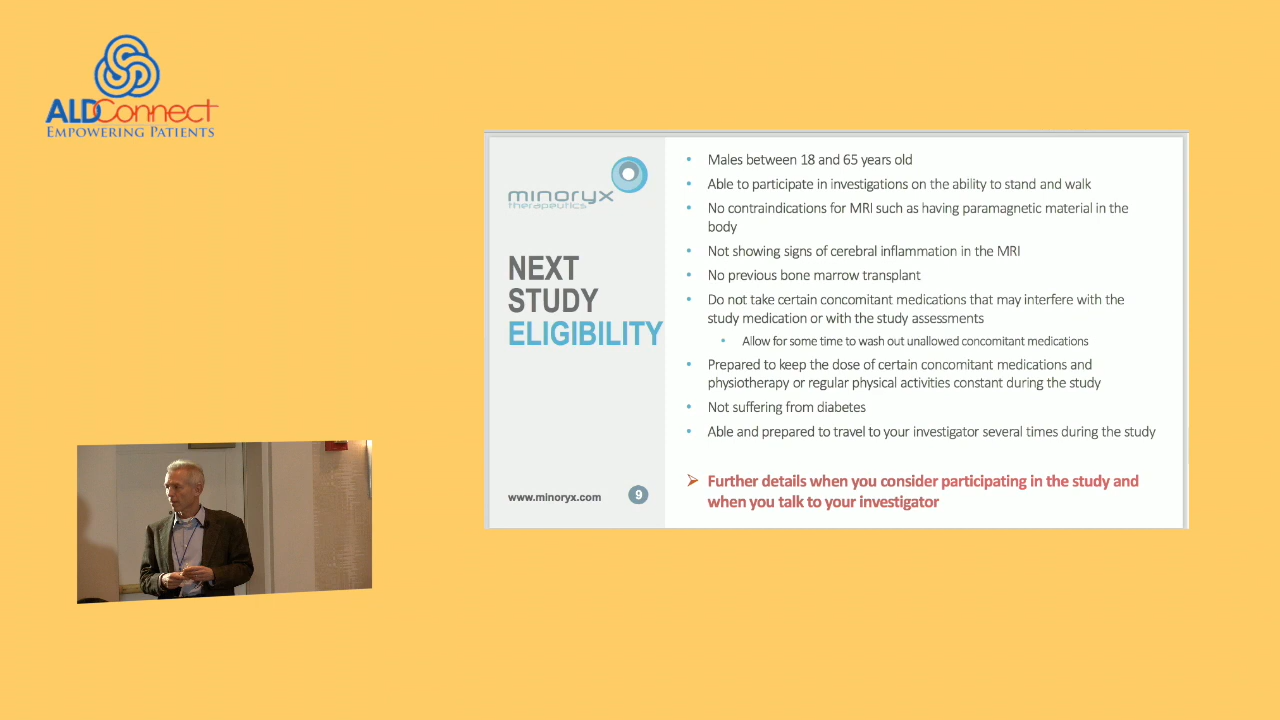 ALDConnect
EMPOWERING PATIENTS
minoryx
therapeutics
NEXT
STUDY
ELIGIBILITY
www.minoryx.com
9
• Males between 18 and 65 years old
• Able to participate in investigations on the ability to stand and walk
• No contraindications for MRI such as having paramagnetic material in the
body
• Not showing signs of cerebral inflammation in the MRI
• No previous bone marrow transplant
• Do not take certain concomitant medications that may interfere with the
study medication or with the study assessments
• Allow for some time to wash out unallowed concomitant medications
• Prepared to keep the dose of certain concomitant medications and
physiotherapy or regular physical activities constant during the study
• Not suffering from diabetes
• Able and prepared to travel to your investigator several times during the study
➢ Further details when you consider participating in the study and
when you talk to your investigator